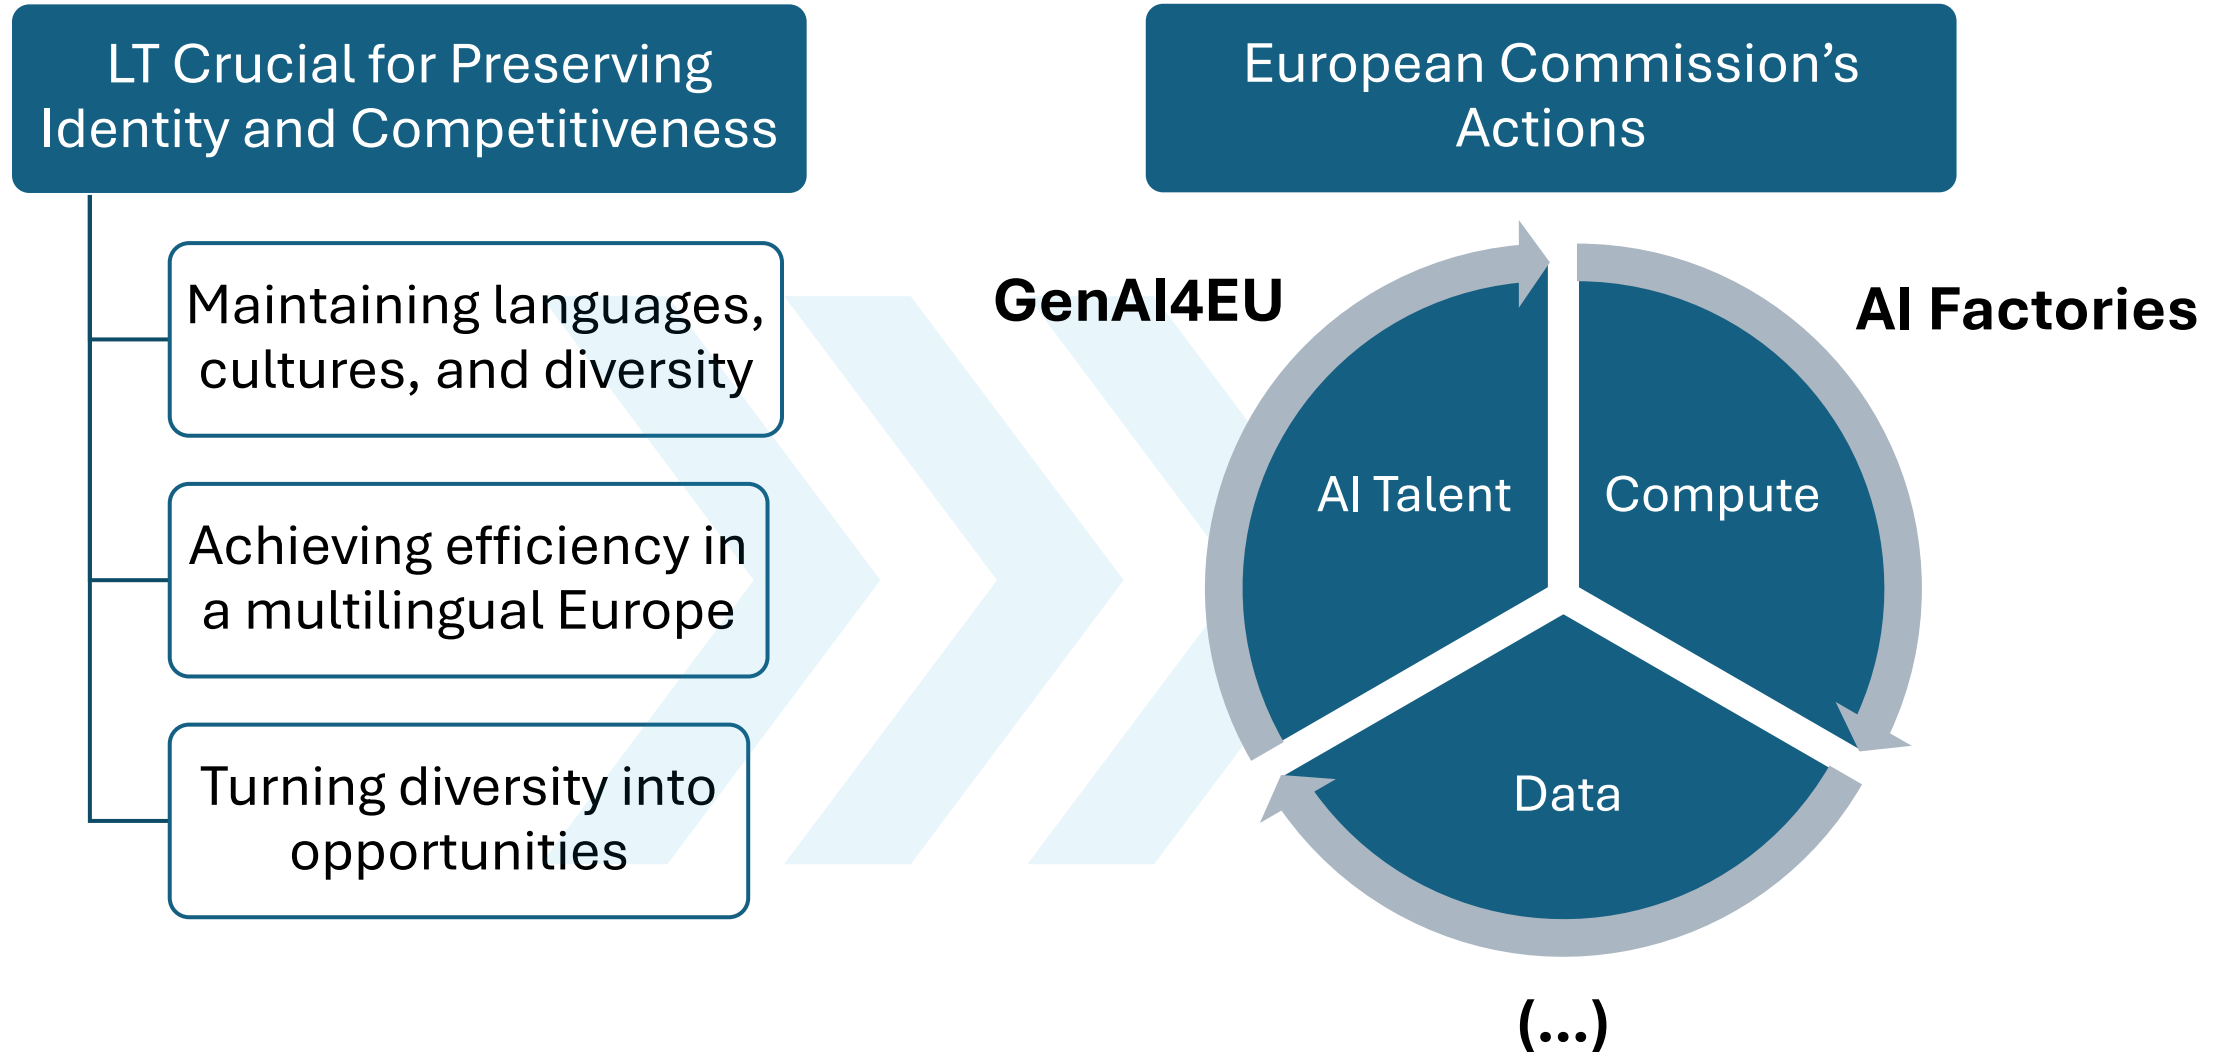 LT Crucial for Preserving
Identity and Competitiveness
Maintaining languages,
cultures, and diversity
Achieving efficiency in
a multilingual Europe
Turning diversity into
opportunities
European Commission’s
Actions
GenAI4EU
AI Factories
AI Talent
Compute
Data
(...)